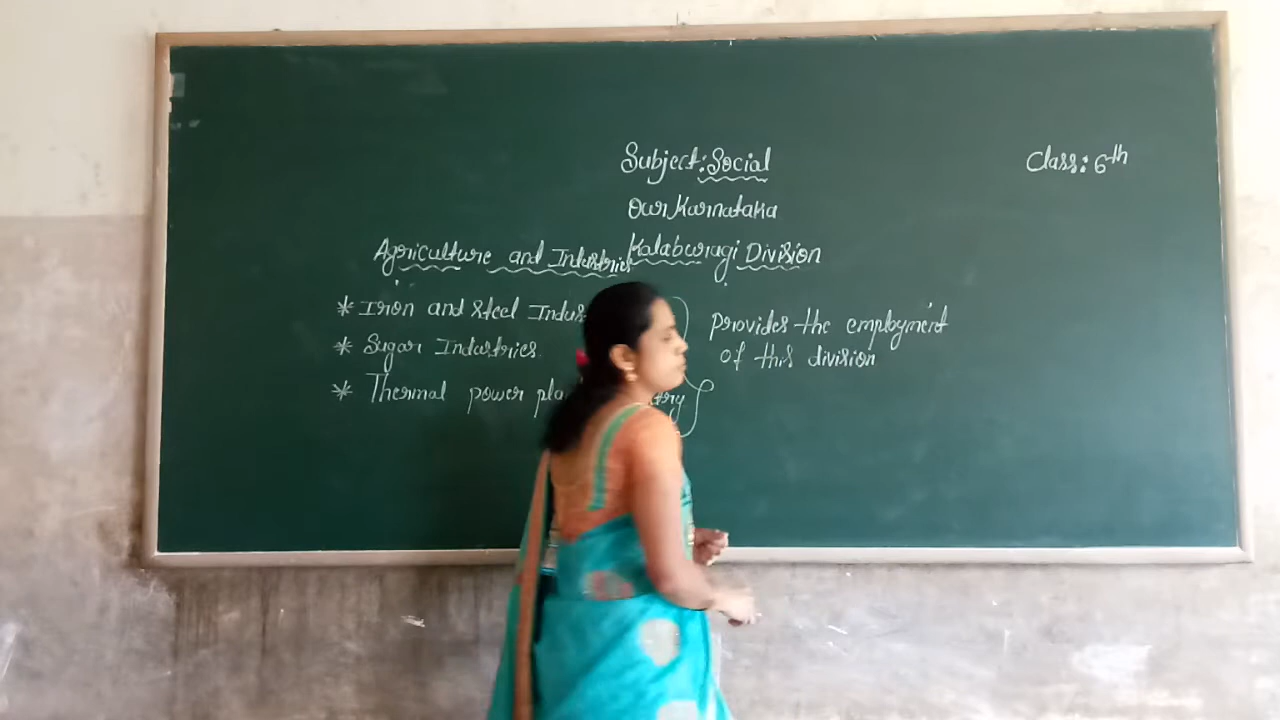 Subject: Social
Class: 6th
Our Karnataka
Kalaburagi Division
Agriculture and Industries
* Iron and Steel
* Sugar Industries.
* Thermal power
provides the employment
of this division